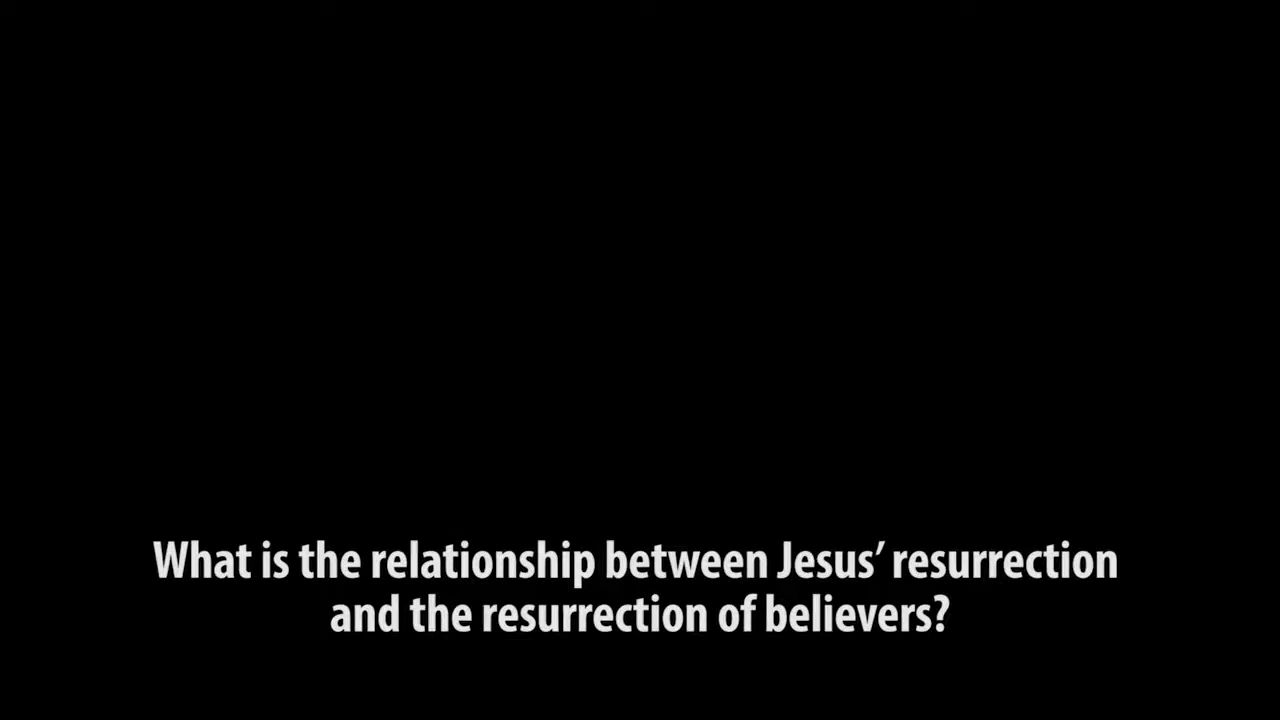 What is the relationship between Jesus’ resurrection
and the resurrection of believers?